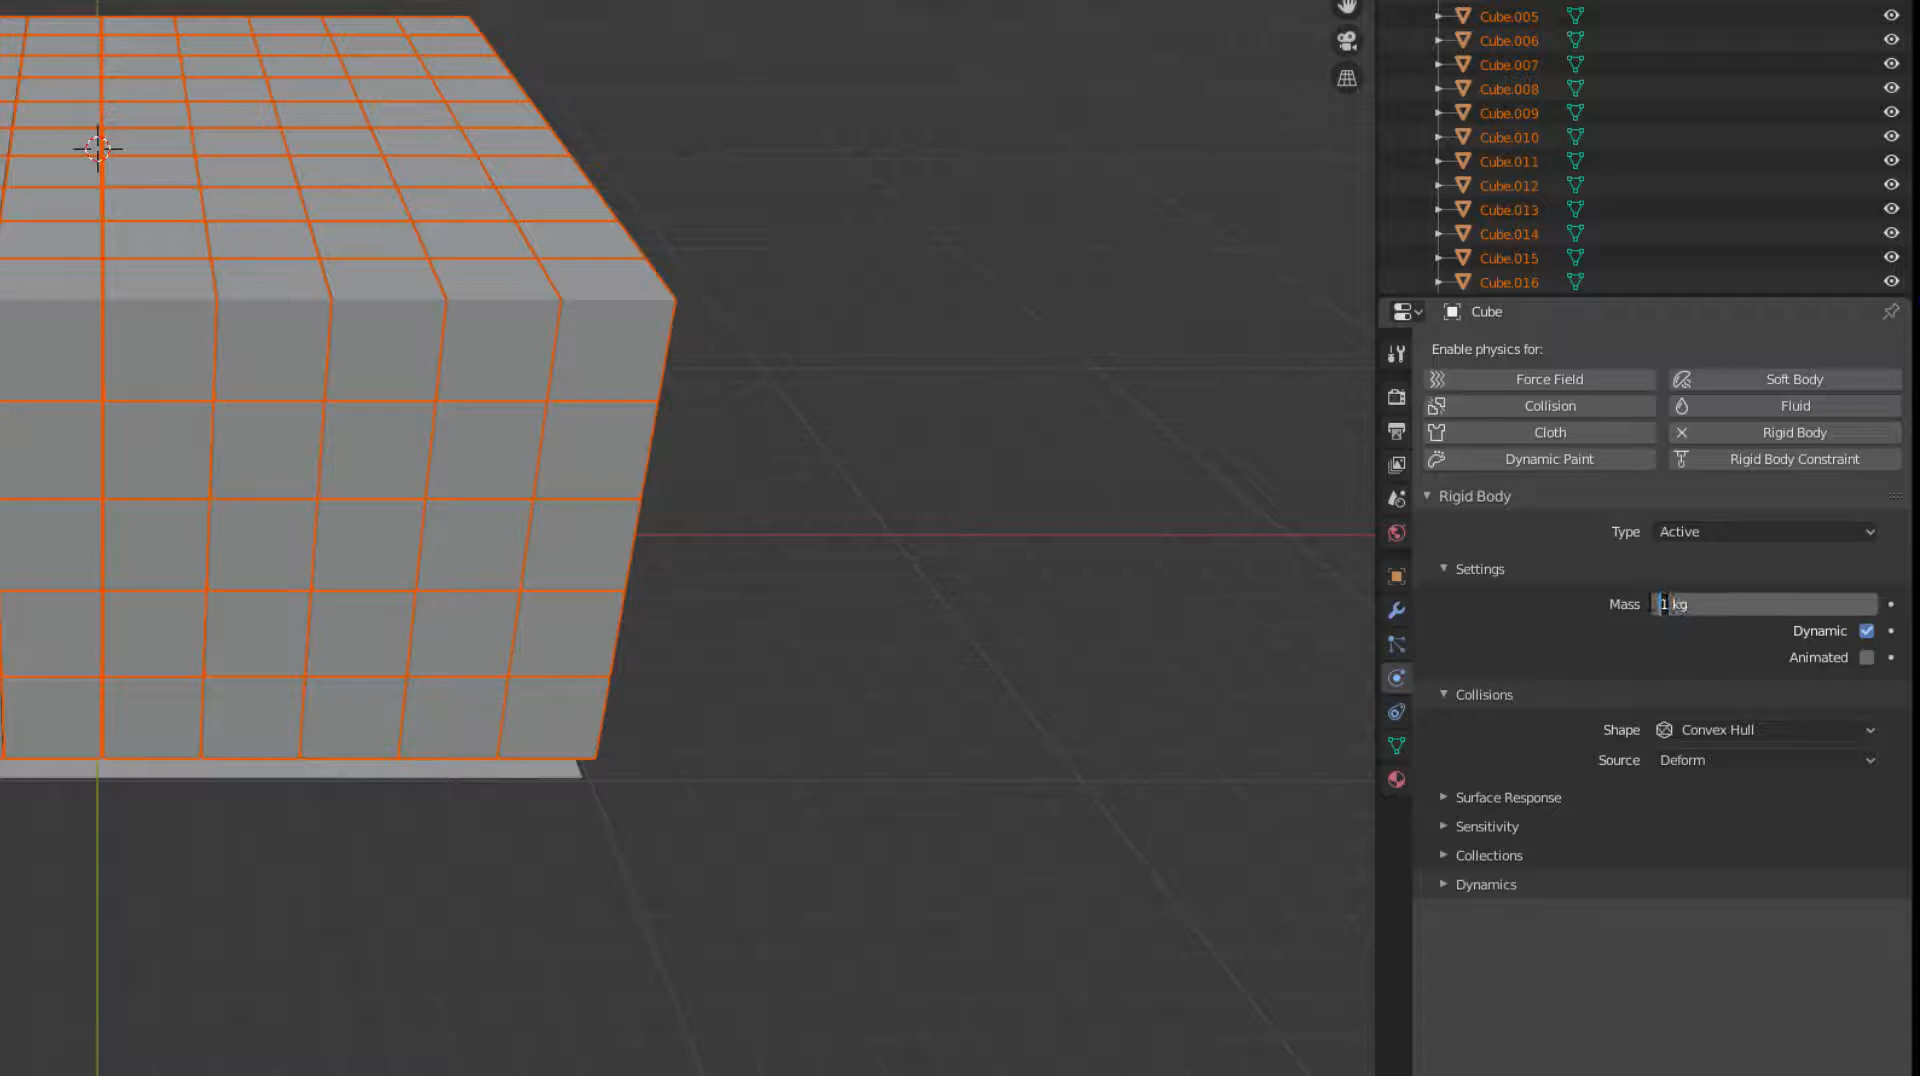 Cube.005
Cube.006
Cube.007
Cube.008
Cube.009
Cube.010
Cube.011
Cube.012
Cube.013
Cube.014
Cube.015
Cube.016
Cube
Enable physics for:
Force Field Soft Body
Collision Fluid
Cloth Rigid Body
Dynamic Paint Rigid Body Constraint
Rigid Body
Type Active
Settings
Mass 1 kg
Dynamic
Animated
Collisions
Shape Convex Hull
Source Deform
Surface Response
Sensitivity
Collections
Dynamics